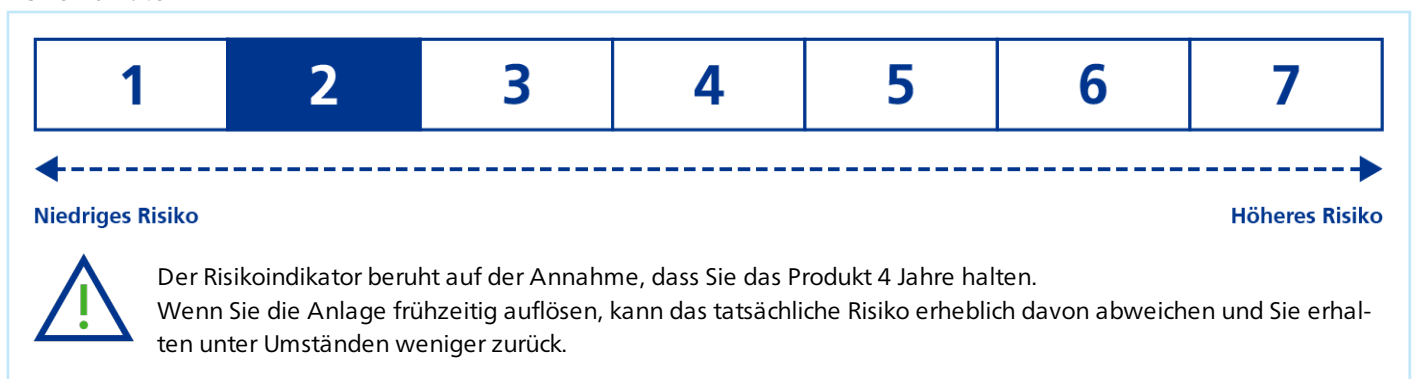 1 2 3 4 5 6 7
Niedriges Risiko Höheres Risiko
Der Risikoindikator beruht auf der Annahme, dass Sie das Produkt 4 Jahre halten.
Wenn Sie die Anlage frühzeitig auflösen, kann das tatsächliche Risiko erheblich davon abweichen und Sie erhal-
ten unter Umständen weniger zurück.